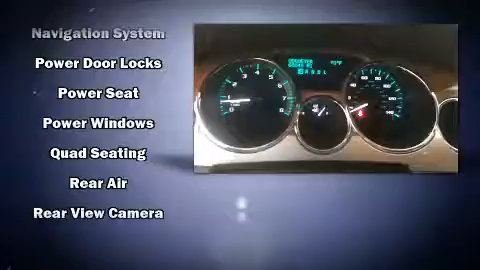 Navigation System
Power Door Locks
Power Seat
Power Windows
Quad Seating
Rear Air
Rear View Camera